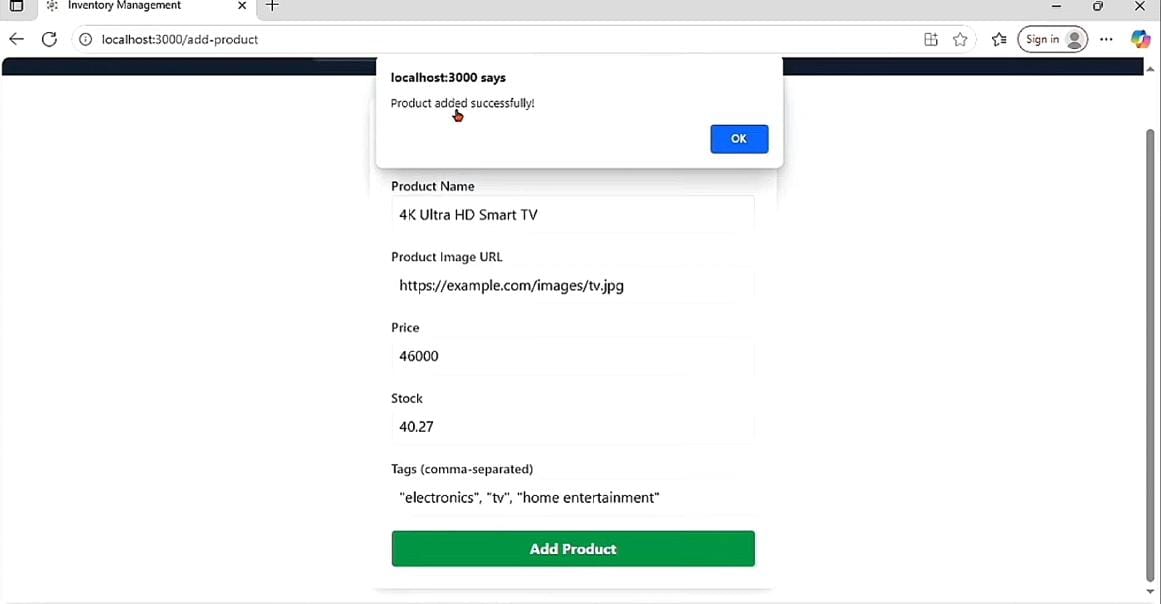 Inventory Management
localhost:3000/add-product
Sign in
localhost:3000 says
Product added successfully!
OK
Product Name
4K Ultra HD Smart TV
Product Image URL
https://example.com/images/tv.jpg
Price
46000
Stock
40.27
Tags (comma-separated)
"electronics", "tv", "home entertainment"
Add Product